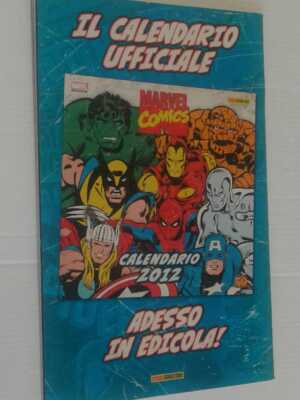 IL CALENDARIO
UFFICIALE
MARVEL
COMICS
CALENDARIO
2012
ADESSO
IN EDICOLA!